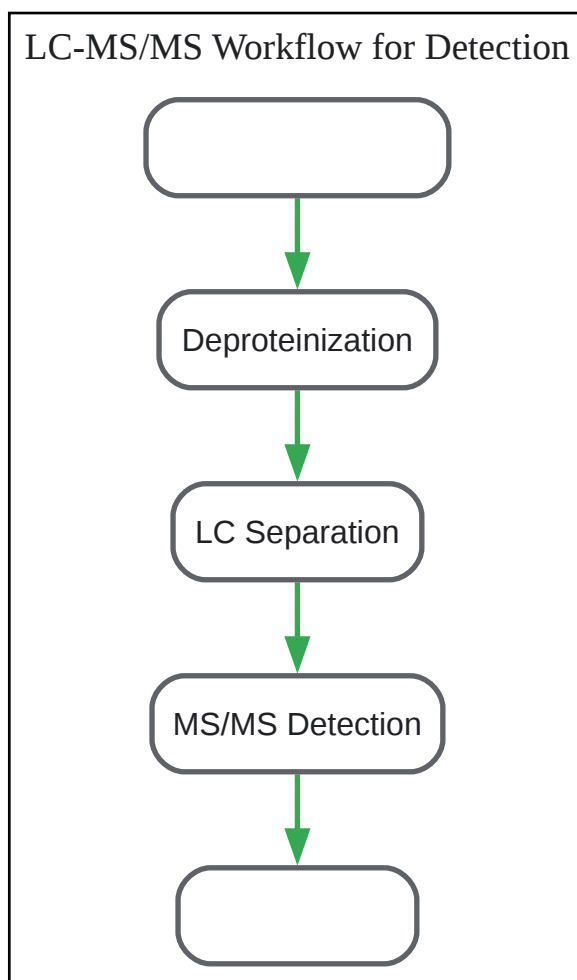 LC-MS/MS Workflow for Detection
Deproteinization
LC Separation
MS/MS Detection